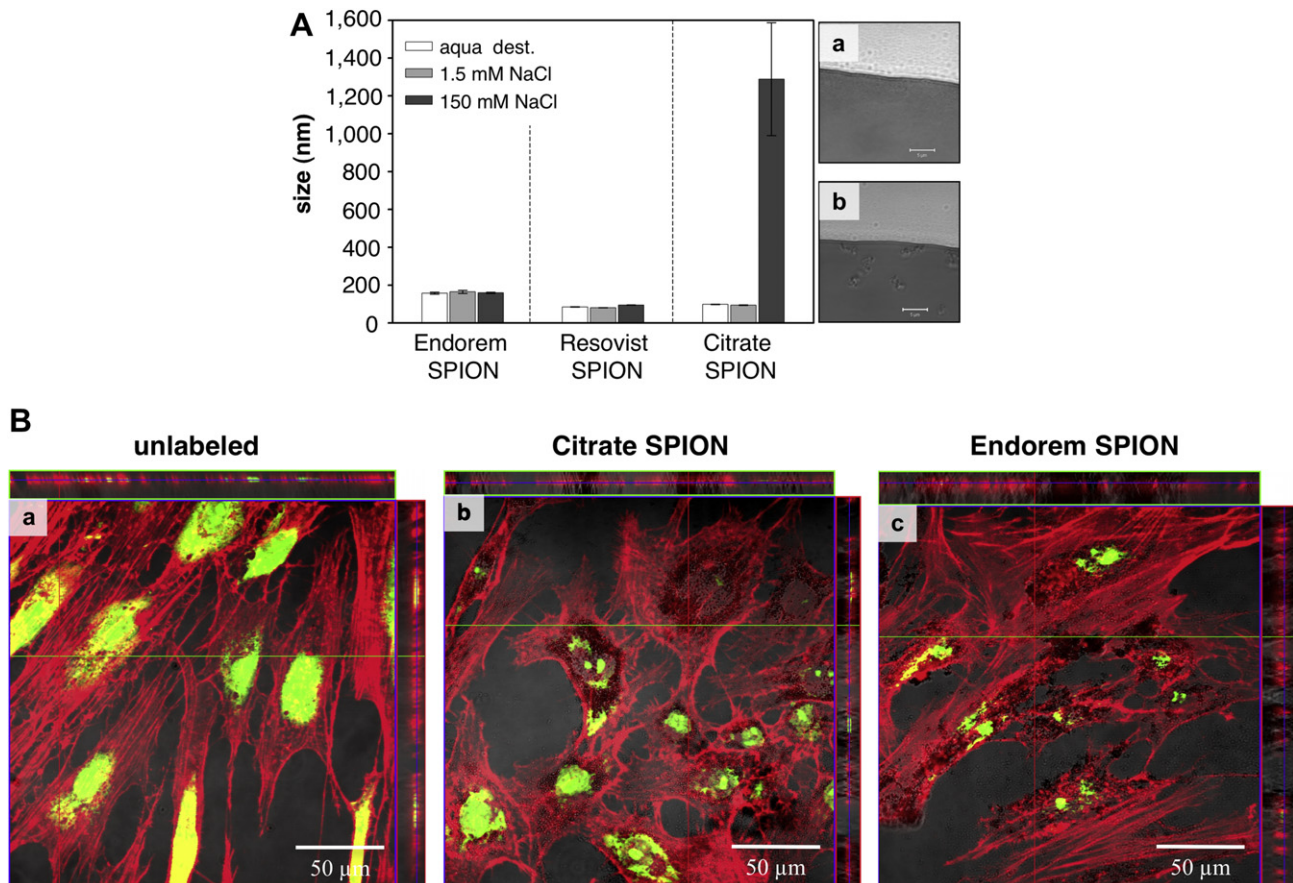 A
1,600
1,400
1,200
1,000
800
600
400
200
0
size (nm)
aqua dest.
1.5 mM NaCl
150 mM NaCl
Endorem
SPION
Resovist
SPION
Citrate
SPION
a
b
B
unlabeled
Citrate SPION
Endorem SPION
a
b
c
50 µm
50 µm
50 µm